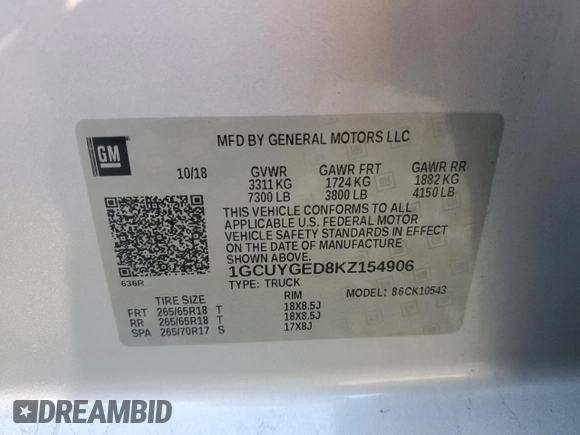 MFD BY GENERAL MOTORS LLC
GM
10/18 GVWR GAWR FRT GAWR RR
3311 KG 1724 KG 1882 KG
7300 LB 3800 LB 4150 LB
THIS VEHICLE CONFORMS TO ALL
APPLICABLE U.S. FEDERAL MOTOR
VEHICLE SAFETY STANDARDS IN EFFECT
ON THE DATE OF MANUFACTURE
SHOWN ABOVE.
1GCUYGED8KZ154906
636R
TYPE: TRUCK
MODEL: 86CK10543
TIRE SIZE RIM
FRT 265/65R18 T 18X8.5J
RR 265/65R18 T 18X8.5J
SPA 265/70R17 S 17X8J
DREAMBID